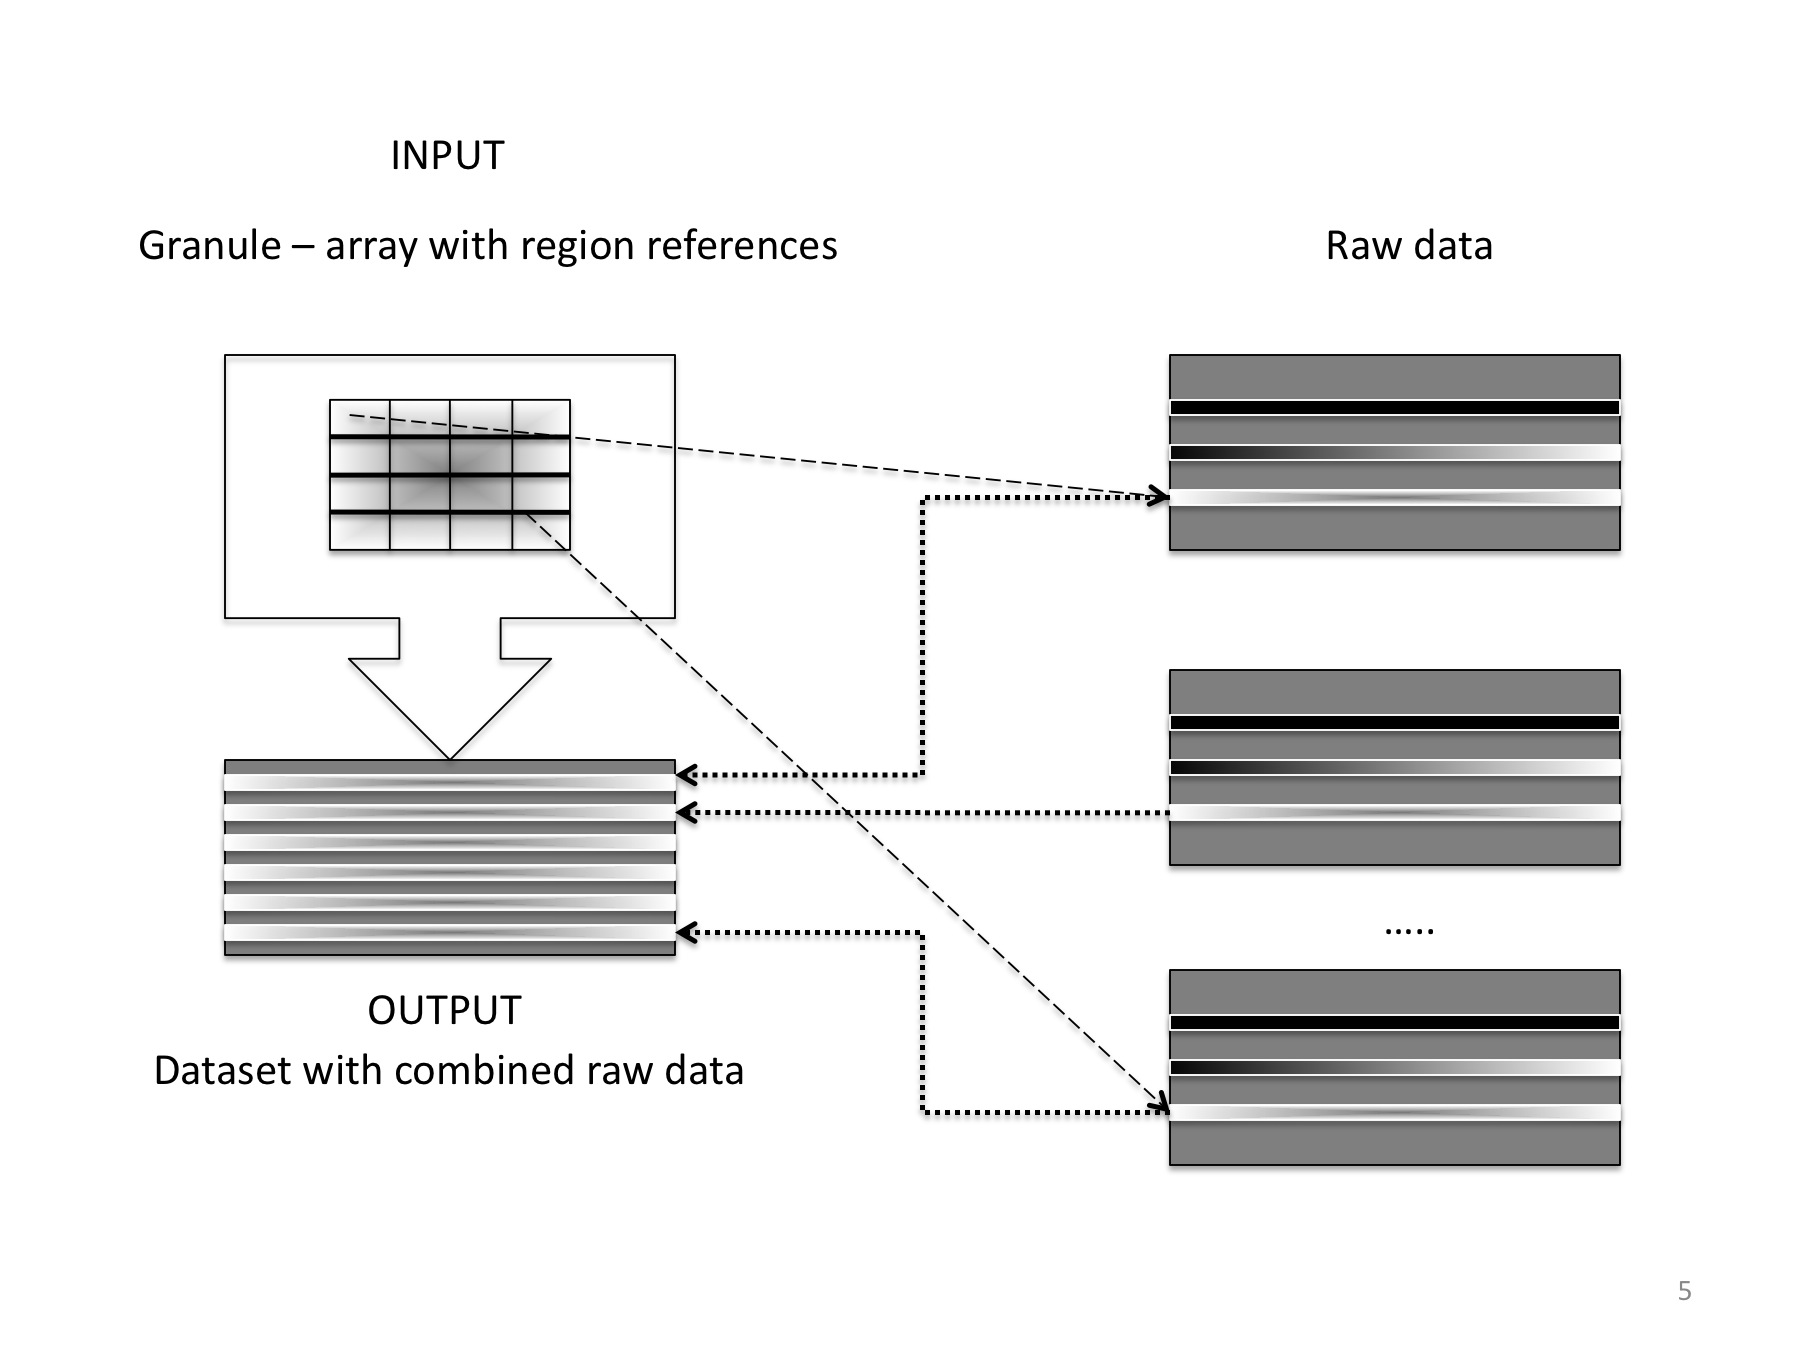 INPUT
Granule – array with region references
Raw data
.....
OUTPUT
Dataset with combined raw data
5